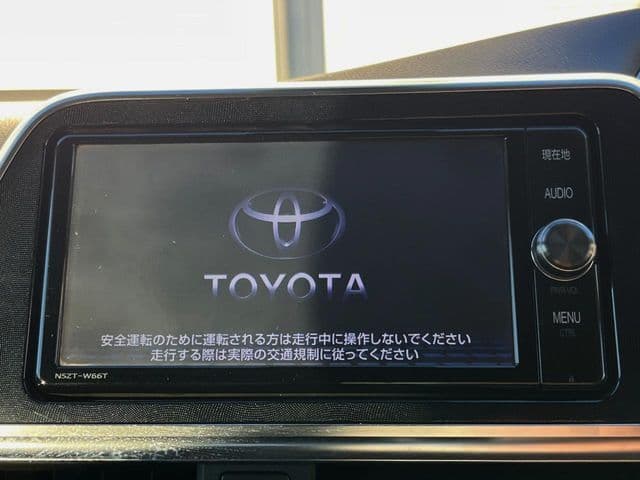 現在地
AUDIO
TOYOTA
PWR·VOL
MENU
安全運転のために運転される方は走行中に操作しないでください
走行する際は実際の交通規制に従ってください
NSZT-W66T